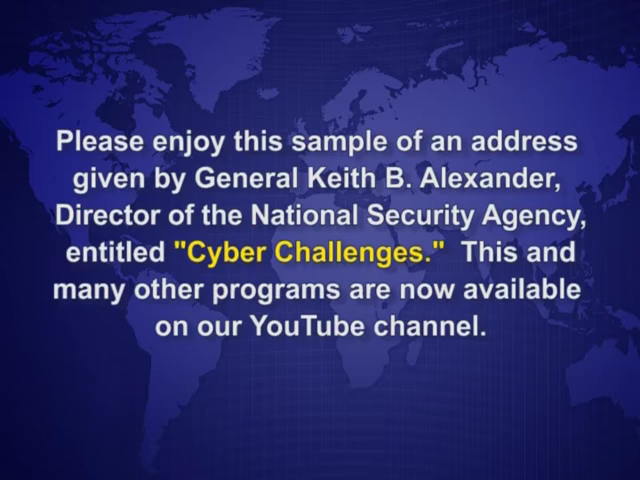 Please enjoy this sample of an address
given by General Keith B. Alexander,
Director of the National Security Agency,
entitled "Cyber Challenges." This and
many other programs are now available
on our YouTube channel.